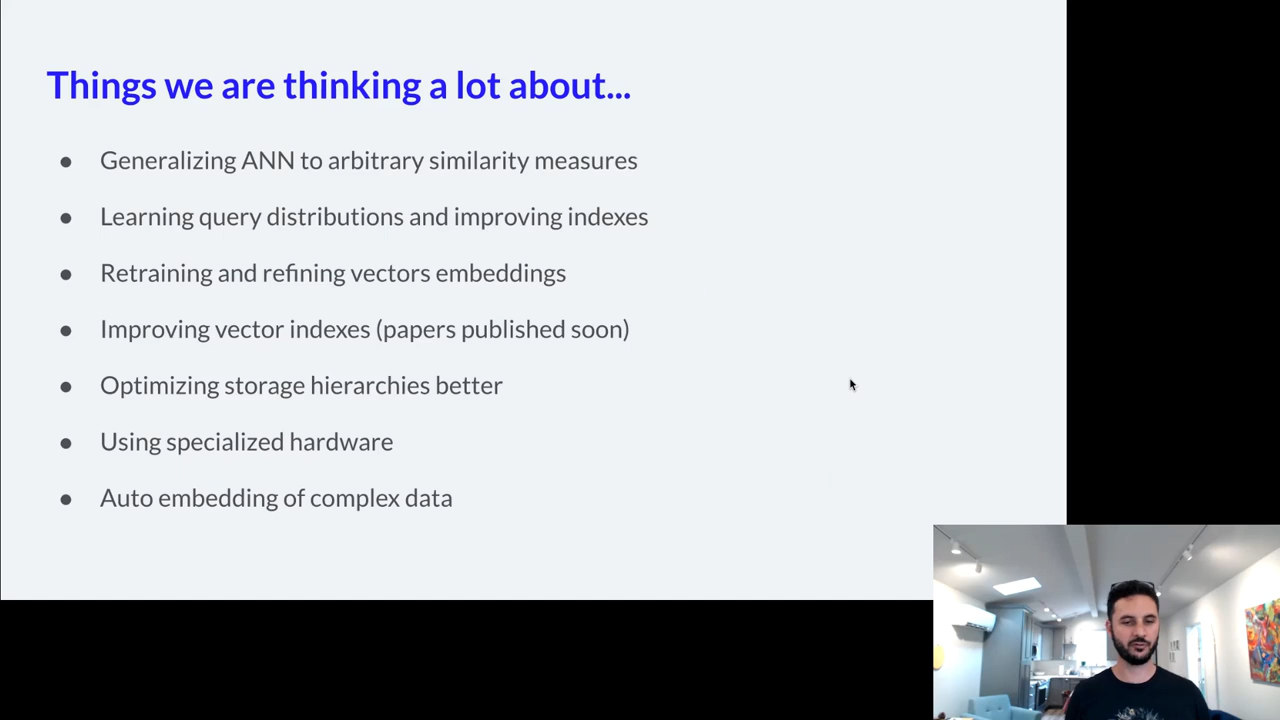 Things we are thinking a lot about...
● Generalizing ANN to arbitrary similarity measures
● Learning query distributions and improving indexes
● Retraining and refining vectors embeddings
● Improving vector indexes (papers published soon)
● Optimizing storage hierarchies better
● Using specialized hardware
● Auto embedding of complex data